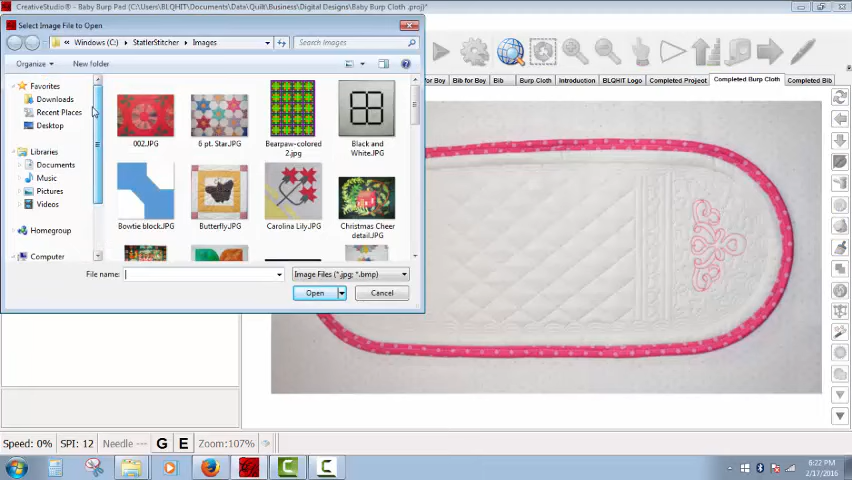 CreativeStudio® - Baby Burp Pad (C:\Users\BLQHIT\Documents\Data\Quilt\Business\Digital Designs\Baby Burp Cloth .proj)*
Select Image File to Open
« Windows (C:) ▸ StatlerStitcher ▸ Images
Search Images
Organize
New folder
for Boy
Bib for Boy
Bib
Burp Cloth
Introduction
BLQHIT Logo
Completed Project
Completed Burp Cloth
Completed Bib
Favorites
Downloads
Recent Places
Desktop
Libraries
Documents
Music
Pictures
Videos
Homegroup
Computer
002.JPG
6 pt. Star.JPG
Bearpaw-colored 2.jpg
Black and White.JPG
Bowtie block.JPG
Butterfly.JPG
Carolina Lily.JPG
Christmas Cheer detail.JPG
File name:
Image Files (*.jpg; *.bmp)
Open
Cancel
Speed: 0%
SPI: 12
Needle ---
G
E
Zoom:107%
6:22 PM
2/17/2016